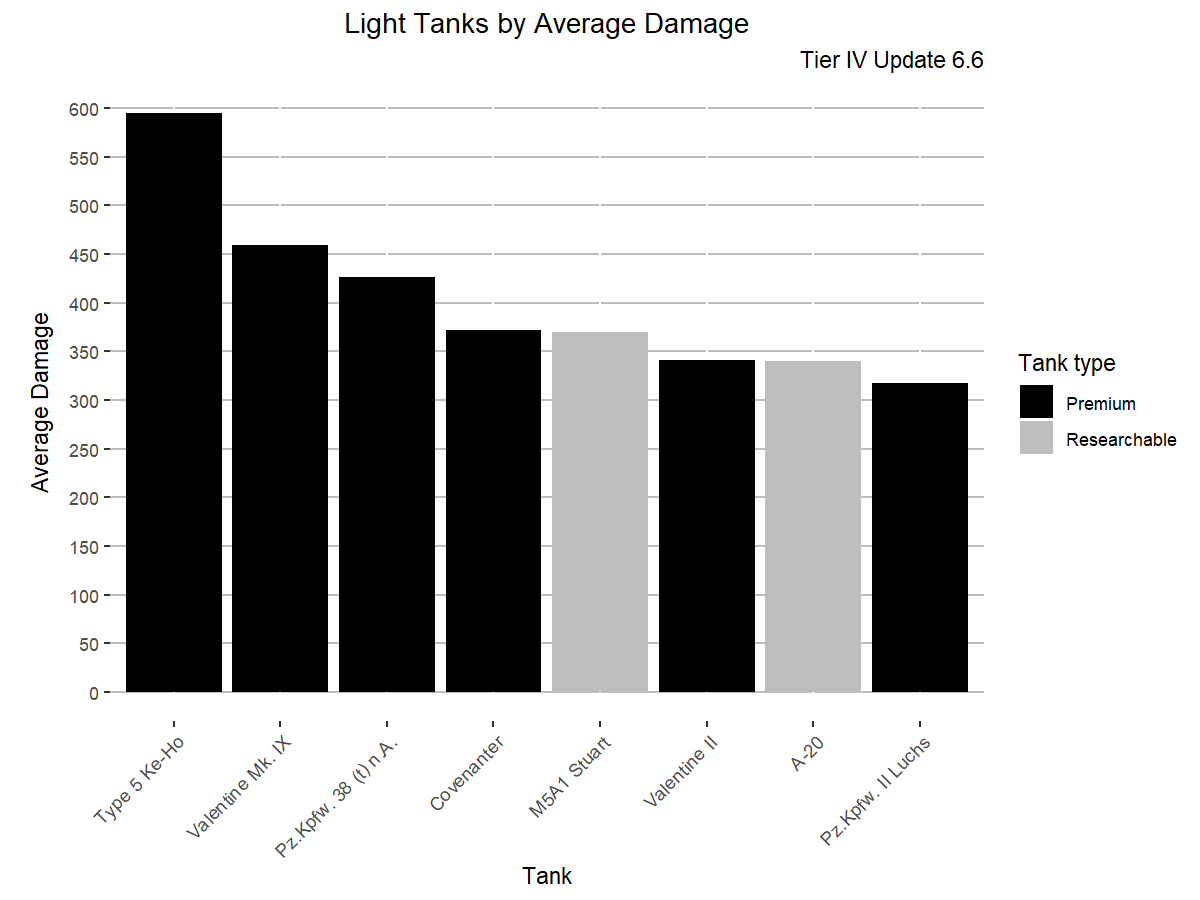 Light Tanks by Average Damage
Tier IV Update 6.6
Average Damage
600
550
500
450
400
350
300
250
200
150
100
50
0
Type 5 Ke-Ho
Valentine Mk. IX
Pz.Kpfw. 38 (t) n A.
Covenanter
M5A1 Stuart
Valentine II
A-20
Pz.Kpfw. II Luchs
Tank
Tank type
Premium
Researchable